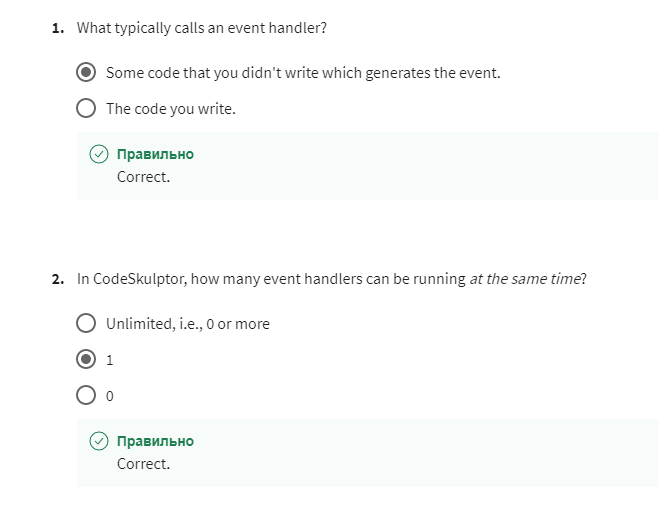 1. What typically calls an event handler?
Some code that you didn't write which generates the event.
The code you write.
Правильно
Correct.
2. In CodeSkulptor, how many event handlers can be running at the same time?
Unlimited, i.e., 0 or more
1
0
Правильно
Correct.